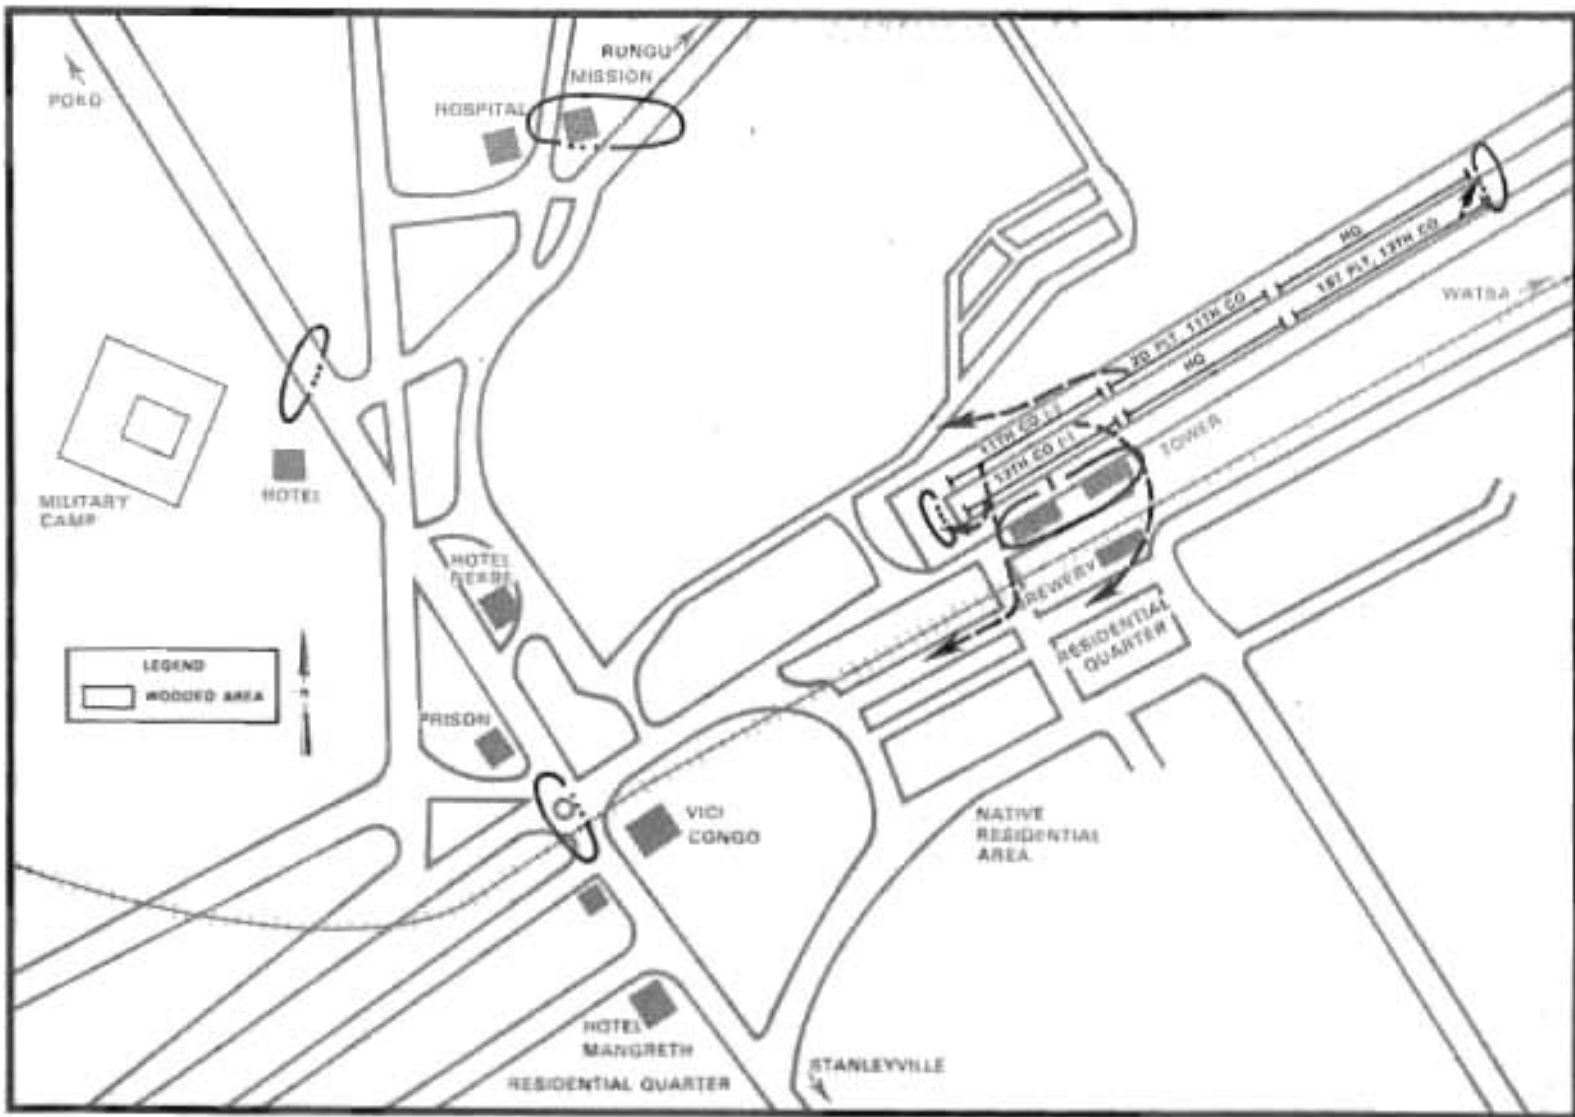 RUNGU
MISSION
HOSPITAL
POKO
HQ
1ST PLT, 13TH CO
WATSA
2D PLT, 11TH CO
HQ
11TH CO (-)
13TH CO (-)
TOWER
MILITARY
CAMP
HOTEL
HOTEL
BREWERY
RESIDENTIAL
QUARTER
LEGEND
WOODED AREA
PRISON
VICI
CONGO
NATIVE
RESIDENTIAL
AREA
HOTEL
MANGRETH
RESIDENTIAL QUARTER
STANLEYVILLE